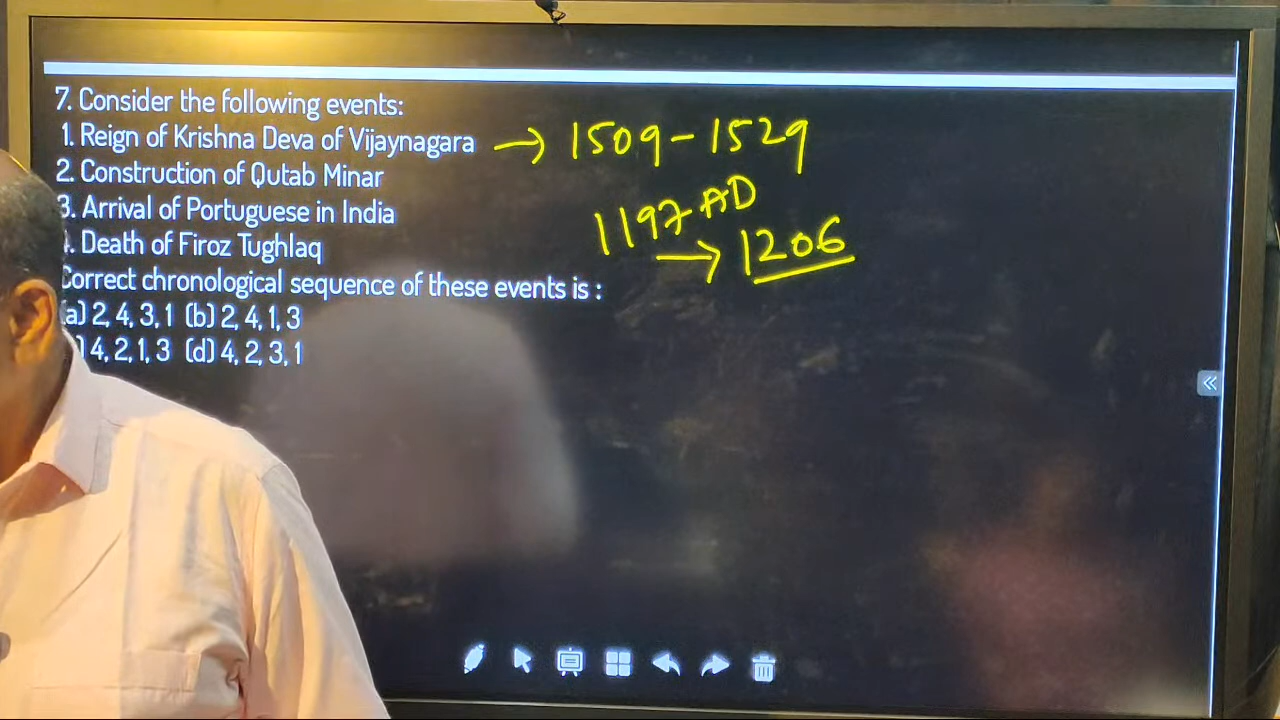 7. Consider the following events:
1. Reign of Krishna Deva of Vijaynagara → 1509-1529
2. Construction of Qutab Minar
1197 AD
3. Arrival of Portuguese in India
→ 1206
. Death of Firoz Tughlaq
Correct chronological sequence of these events is :
a) 2, 4, 3, 1 (b) 2, 4, 1, 3
) 4, 2, 1, 3 (d) 4, 2, 3, 1